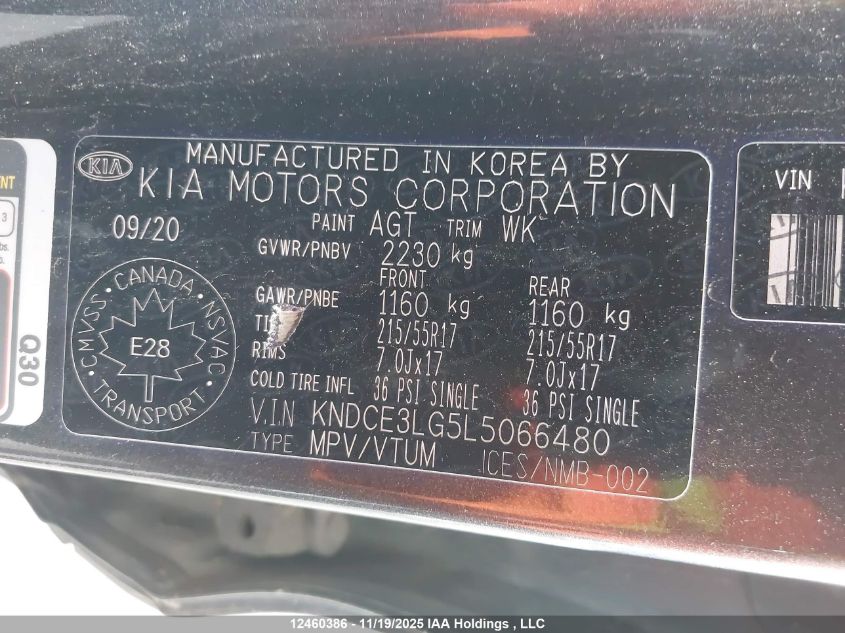 KIA
MANUFACTURED IN KOREA BY
KIA MOTORS CORPORATION
09/20
PAINT AGT TRIM WK
GVWR/PNBV 2230 kg
FRONT REAR
GAWR/PNBE 1160 kg 1160 kg
215/55R17 215/55R17
RIMS 7.0Jx17 7.0Jx17
COLD TIRE INFL 36 PSI SINGLE 36 PSI SINGLE
V.I.N KNDCE3LG5L5066480
TYPE MPV/VTUM ICES/NMB-002
CANADA
CMVSS NSVAC
E28
TRANSPORT
Q30
3
VIN
12460386 - 11/19/2025 IAA Holdings , LLC